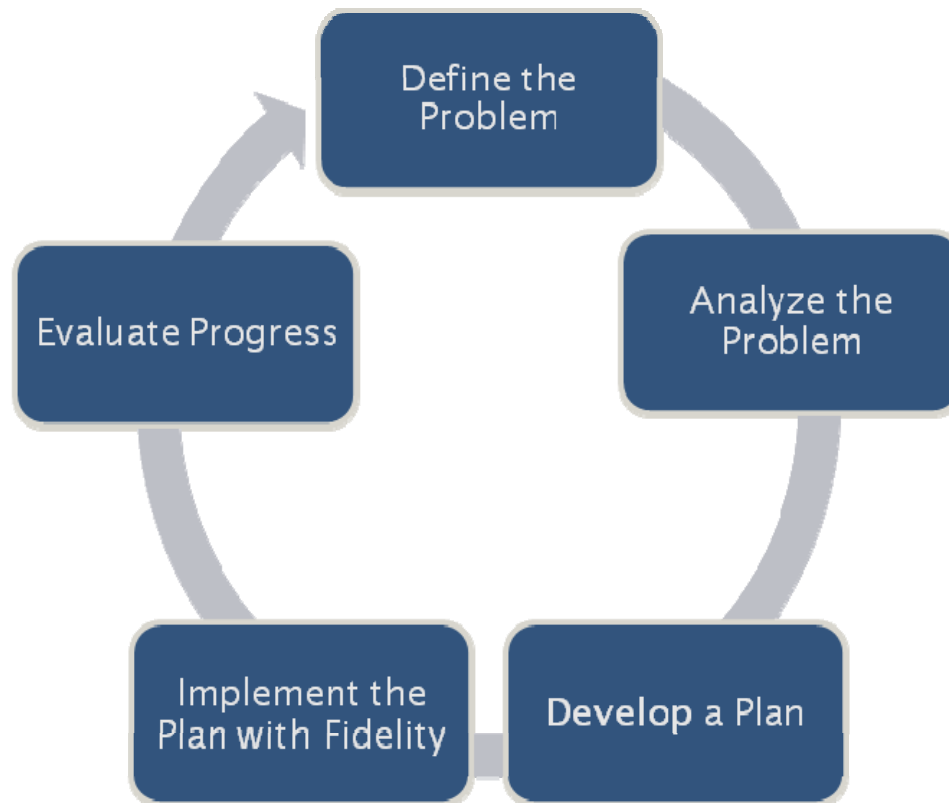 Define the
Problem
Analyze the
Problem
Develop a Plan
Implement the
Plan with Fidelity
Evaluate Progress